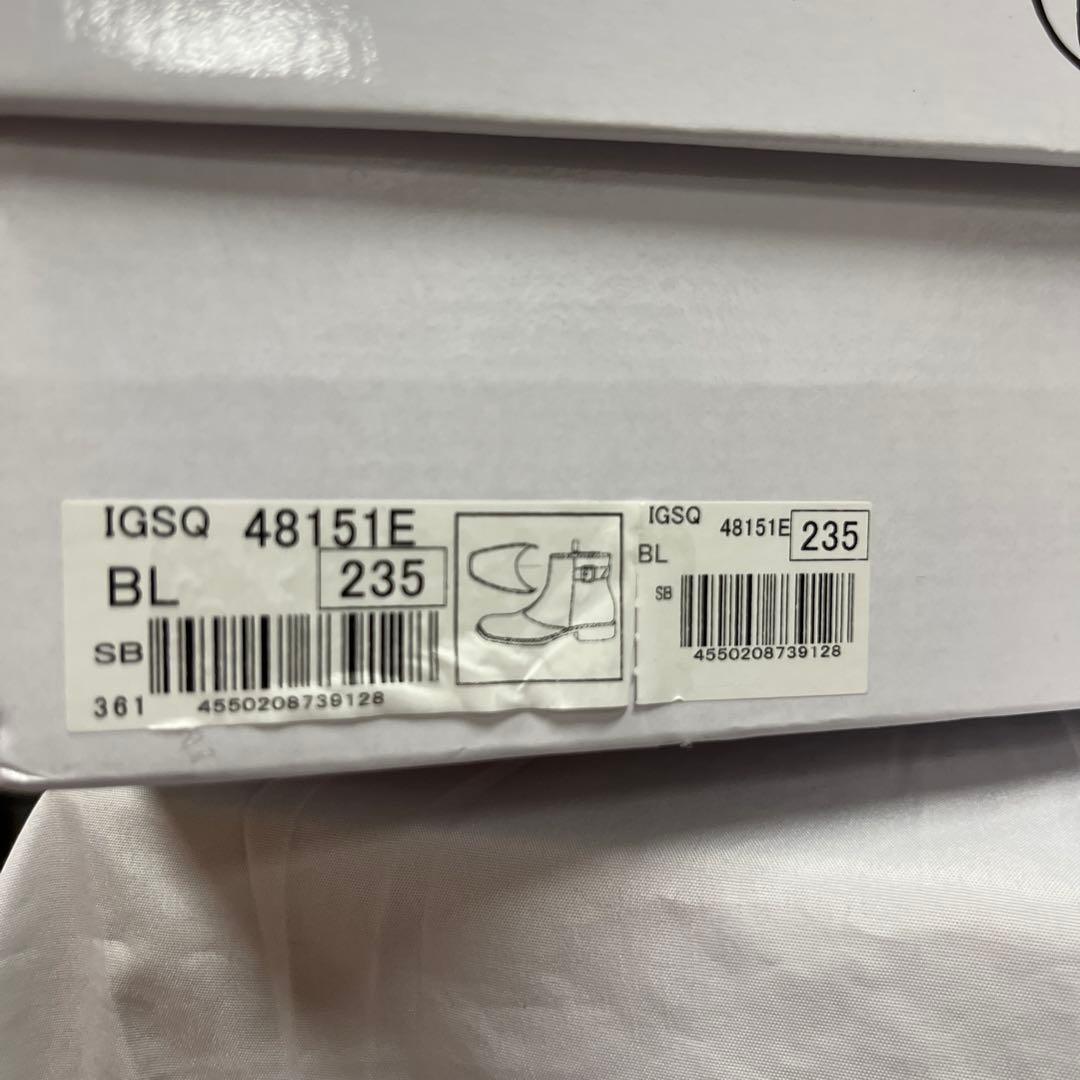 IGSQ 48151E
BL 235
SB
361 4550208739128
IGSQ 48151E 235
BL
SB
4550208739128